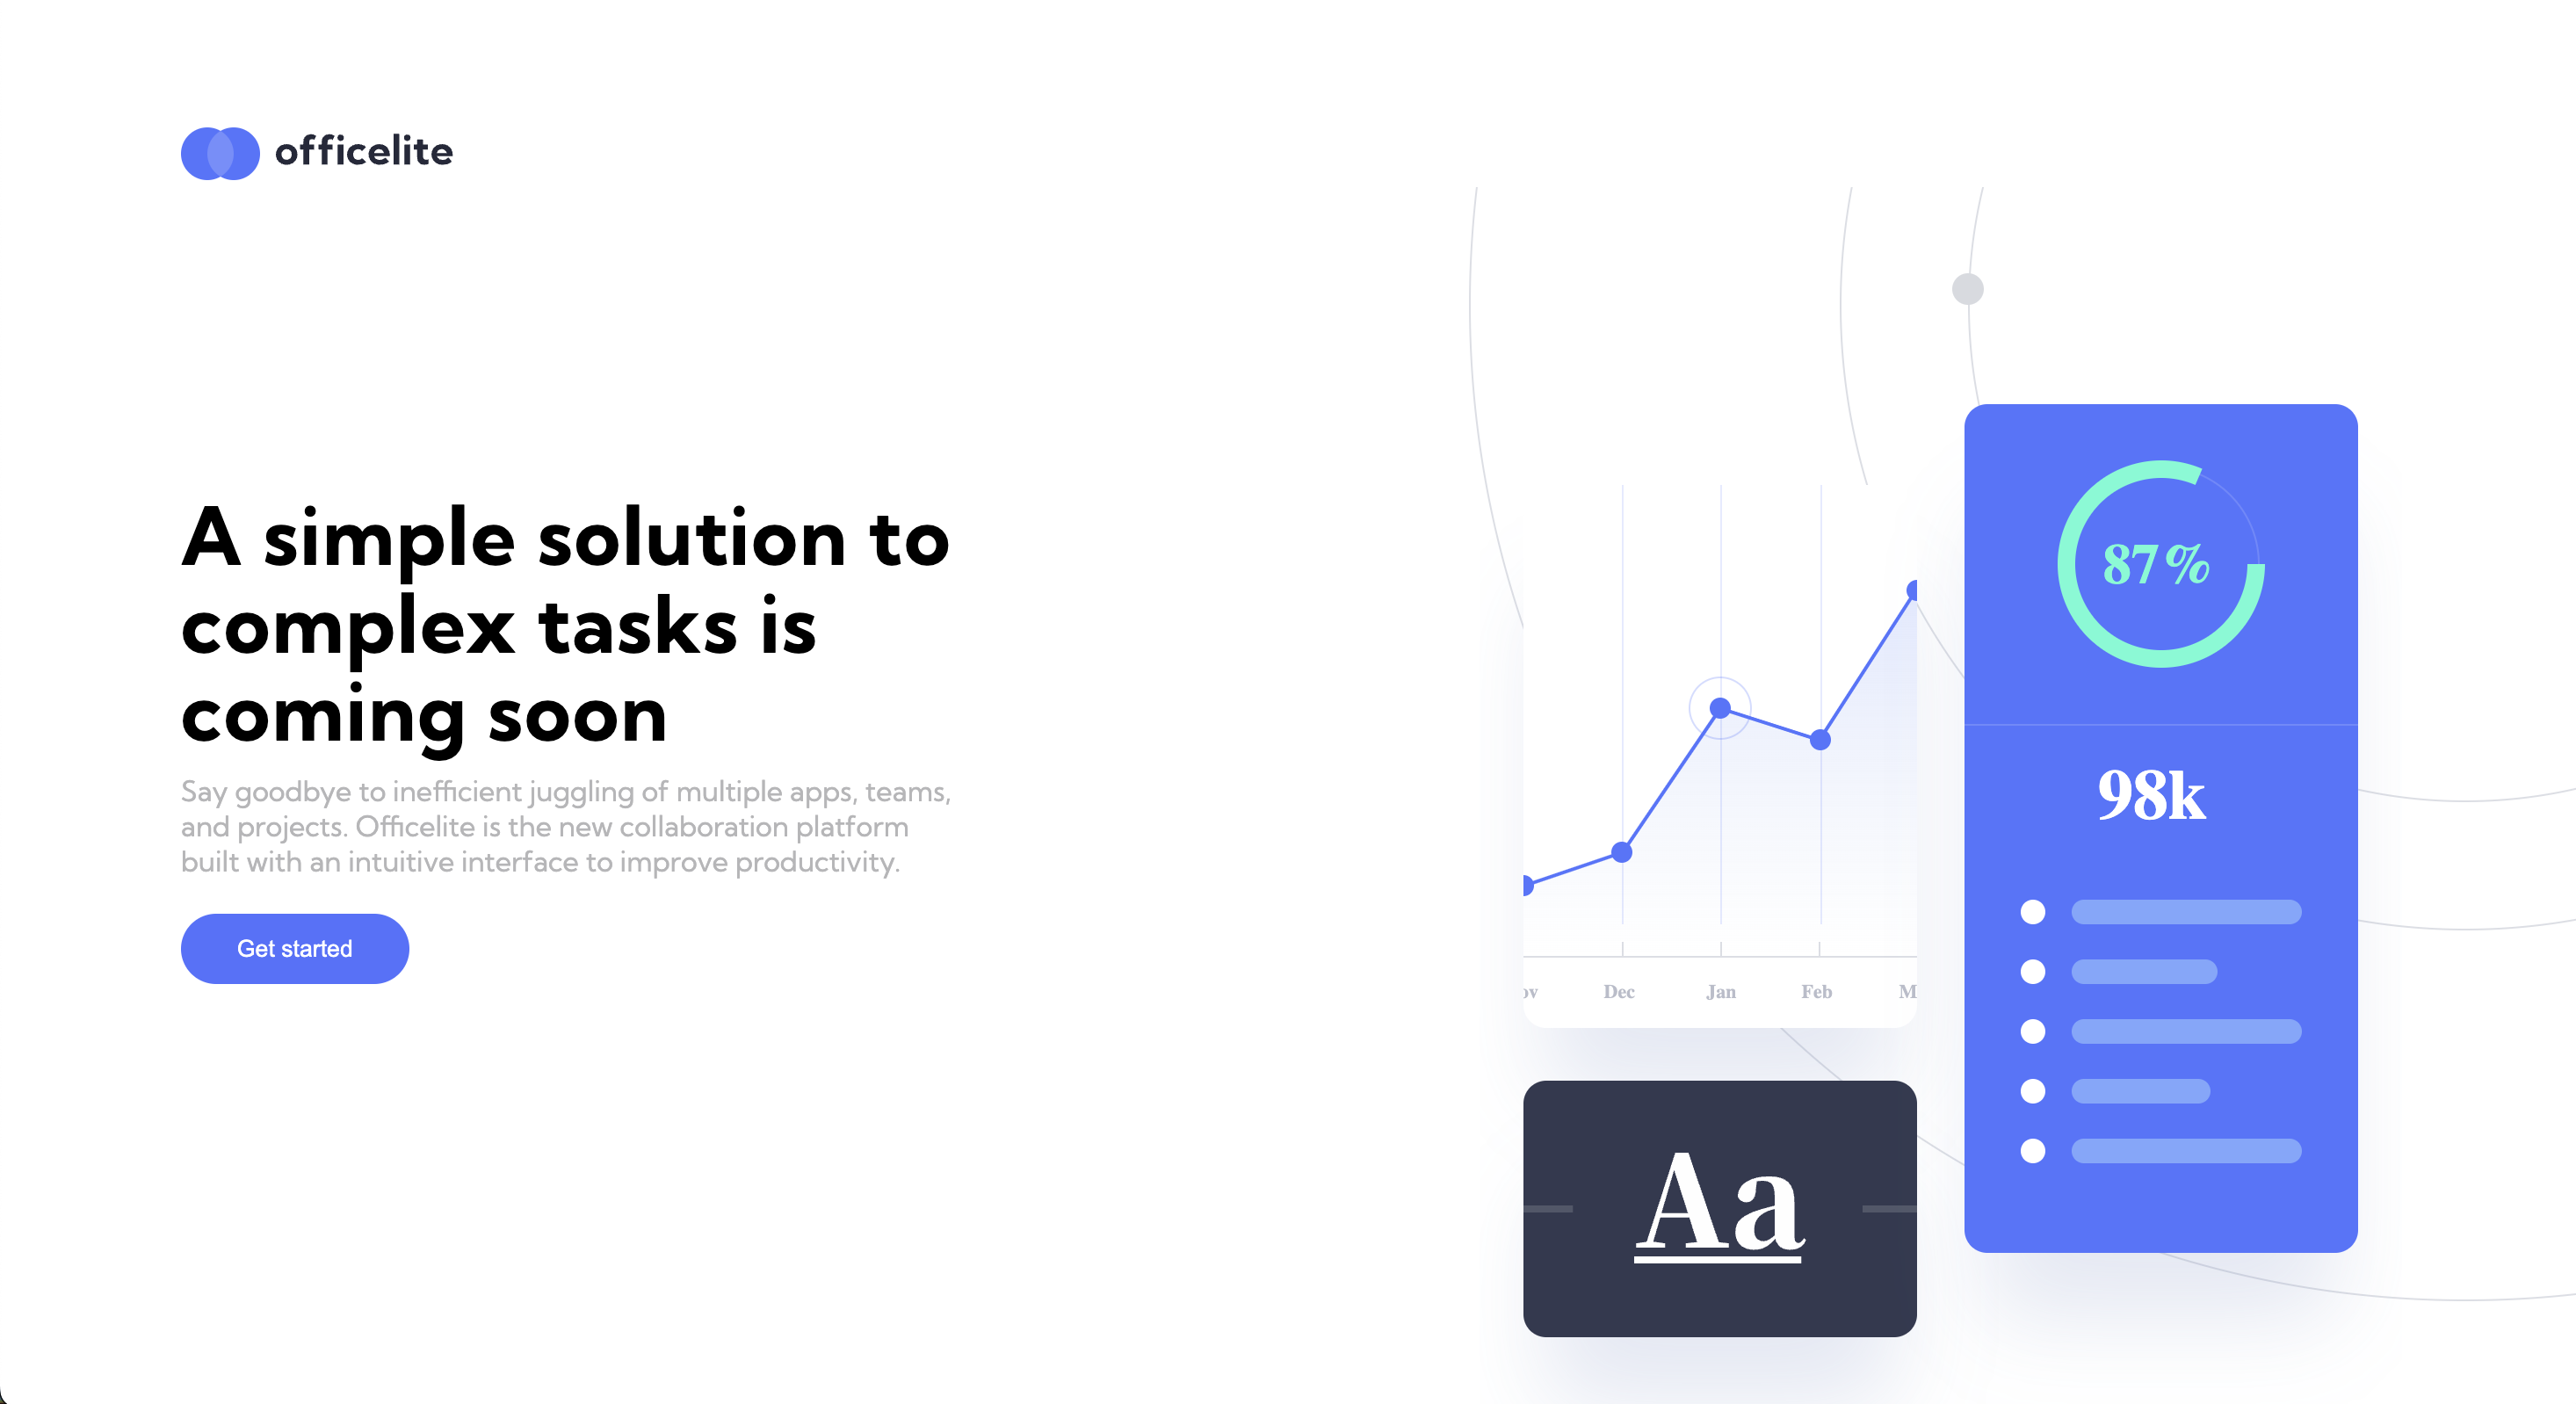 officelite
A simple solution to
complex tasks is
coming soon
Say goodbye to inefficient juggling of multiple apps, teams,
and projects. Officelite is the new collaboration platform
built with an intuitive interface to improve productivity.
Get started
ov Dec Jan Feb M
Aa
87%
98k